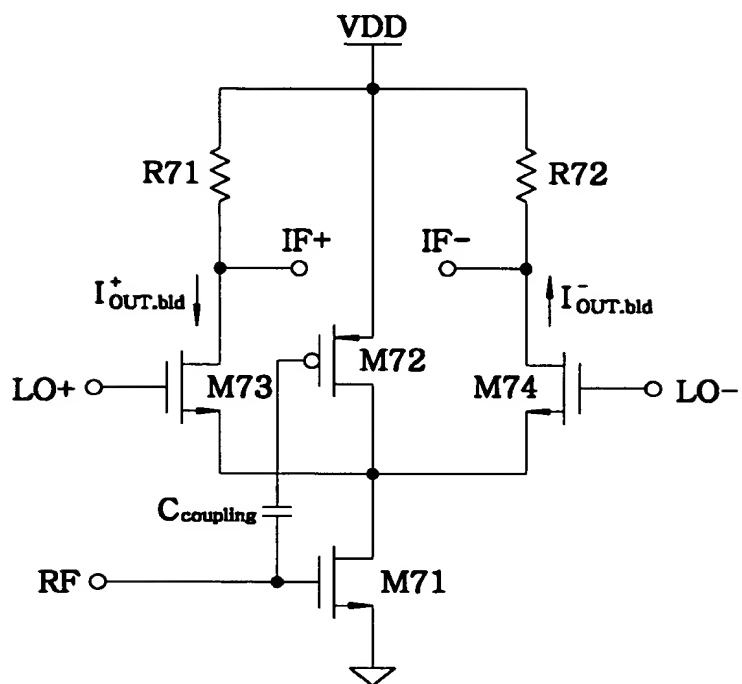 VDD
R71
R72
IF+
IF-
I+OUT.bld
I-OUT.bld
M72
LO+
M73
M74
LO-
Ccoupling
RF
M71